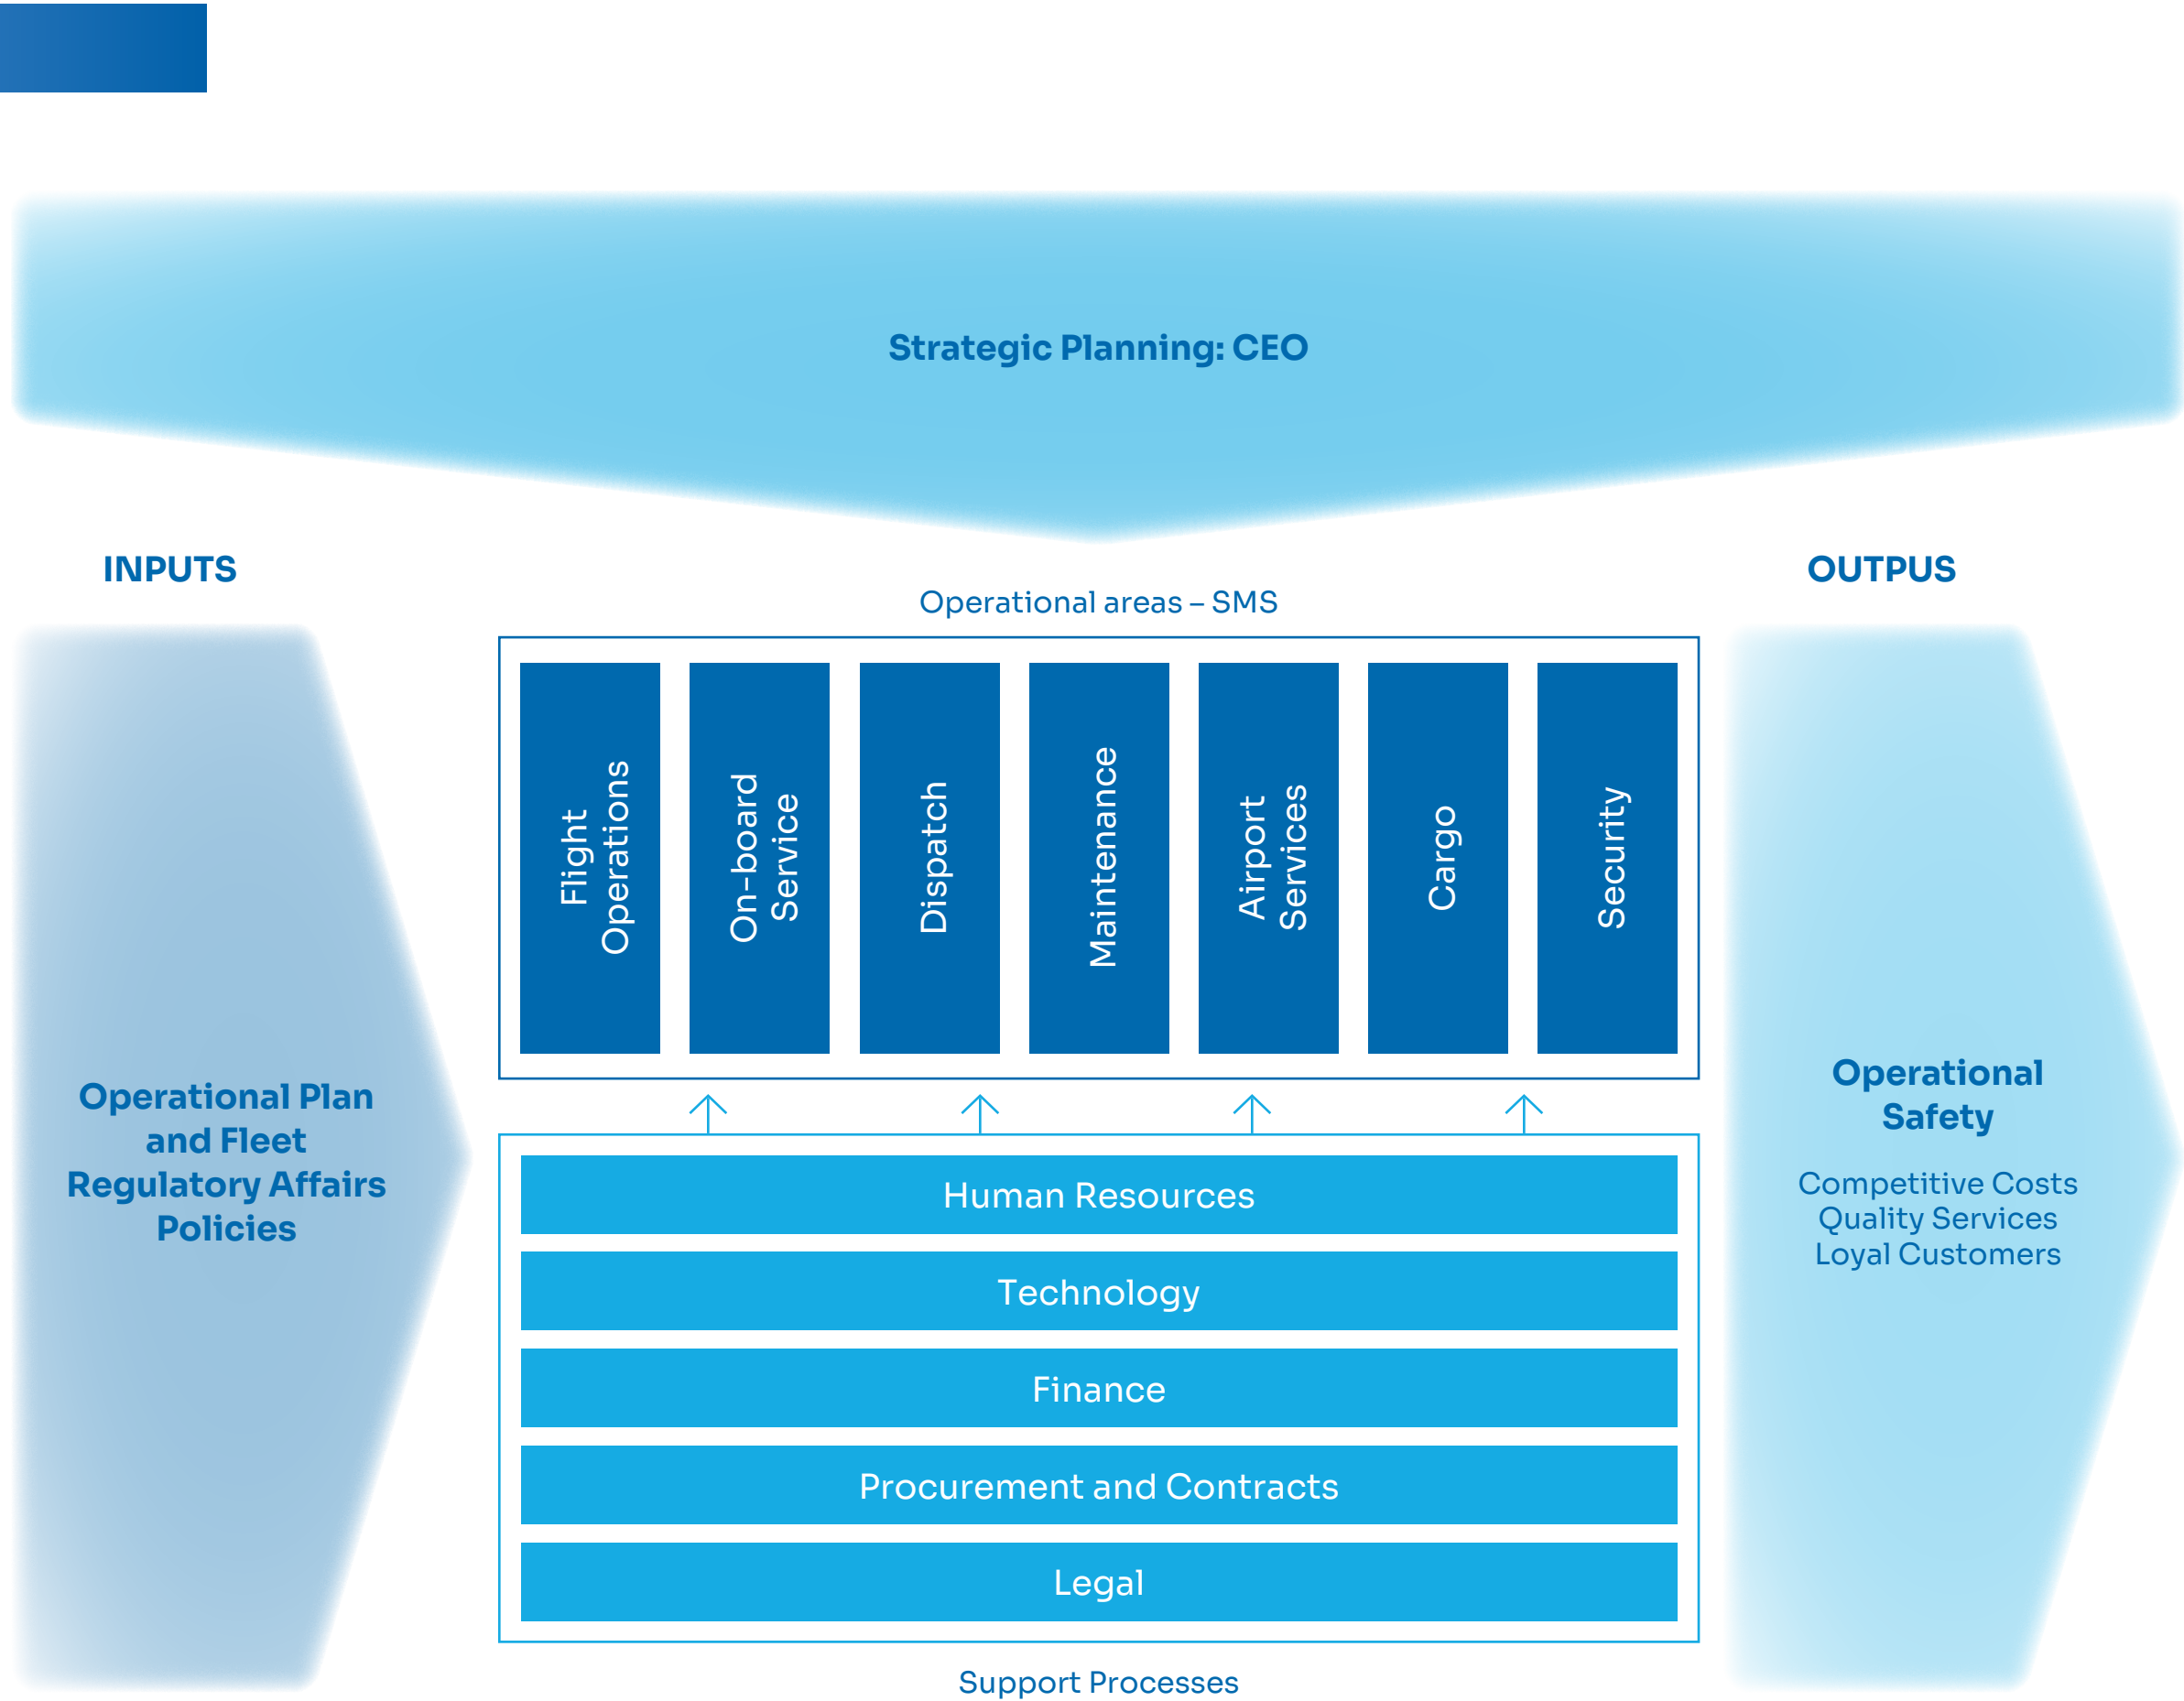 Strategic Planning: CEO
INPUTS
OUTPUS
Operational areas – SMS
Flight
Operations
On-board
Service
Dispatch
Maintenance
Airport
Services
Cargo
Security
Operational Plan
and Fleet
Regulatory Affairs
Policies
Operational
Safety
Competitive Costs
Quality Services
Loyal Customers
Human Resources
Technology
Finance
Procurement and Contracts
Legal
Support Processes